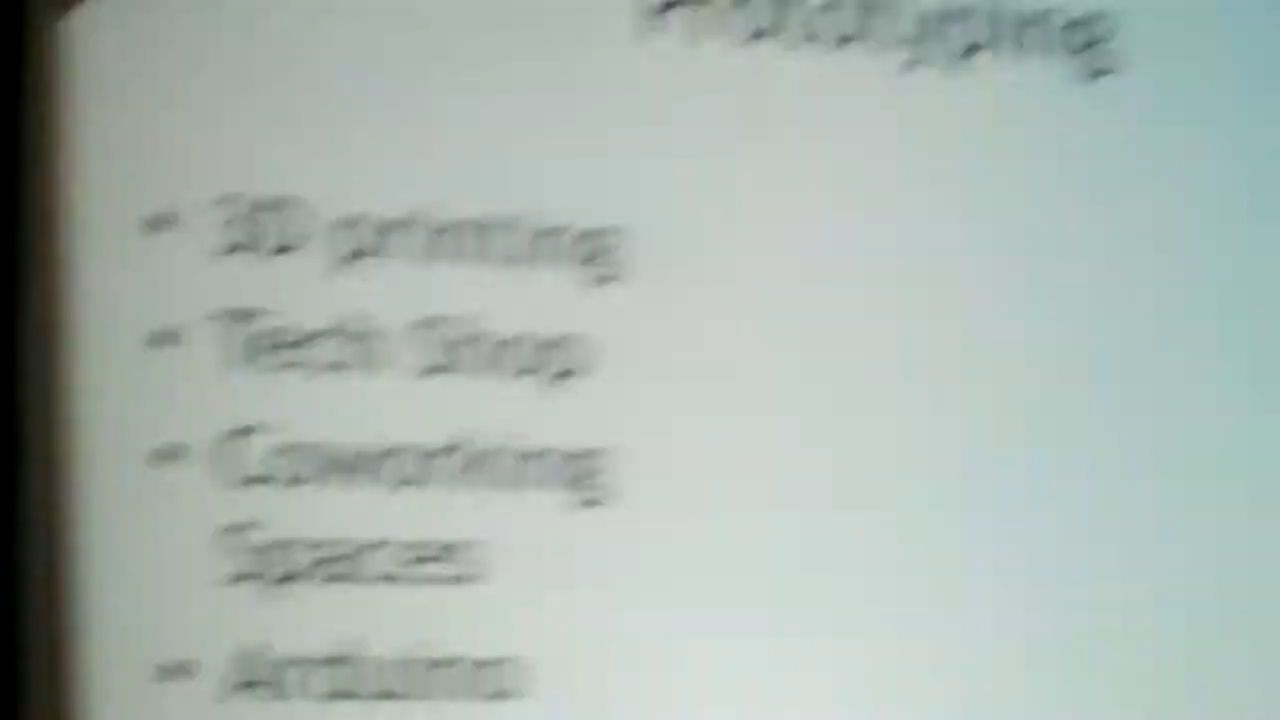 Prototyping
- 3D printing
- Tech Shop
- Coworking
Spaces
- Arduino